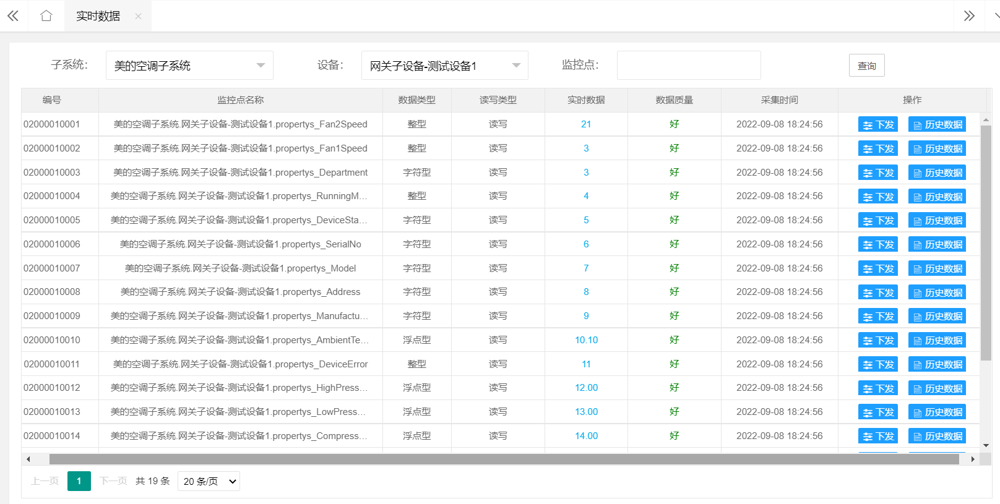 实时数据
子系统: 美的空调子系统 设备: 网关子设备-测试设备1 监控点: 查询
编号 监控点名称 数据类型 读写类型 实时数据 数据质量 采集时间 操作
02000010001 美的空调子系统.网关子设备-测试设备1.propertys_Fan2Speed 整型 读写 21 好 2022-09-08 18:24:56 下发 历史数据
02000010002 美的空调子系统.网关子设备-测试设备1.propertys_Fan1Speed 整型 读写 3 好 2022-09-08 18:24:56 下发 历史数据
02000010003 美的空调子系统.网关子设备-测试设备1.propertys_Department 字符型 读写 3 好 2022-09-08 18:24:56 下发 历史数据
02000010004 美的空调子系统.网关子设备-测试设备1.propertys_RunningM... 整型 读写 4 好 2022-09-08 18:24:56 下发 历史数据
02000010005 美的空调子系统.网关子设备-测试设备1.propertys_DeviceSta... 字符型 读写 5 好 2022-09-08 18:24:56 下发 历史数据
02000010006 美的空调子系统.网关子设备-测试设备1.propertys_SerialNo 字符型 读写 6 好 2022-09-08 18:24:56 下发 历史数据
02000010007 美的空调子系统.网关子设备-测试设备1.propertys_Model 字符型 读写 7 好 2022-09-08 18:24:56 下发 历史数据
02000010008 美的空调子系统.网关子设备-测试设备1.propertys_Address 字符型 读写 8 好 2022-09-08 18:24:56 下发 历史数据
02000010009 美的空调子系统.网关子设备-测试设备1.propertys_Manufactu... 字符型 读写 9 好 2022-09-08 18:24:56 下发 历史数据
02000010010 美的空调子系统.网关子设备-测试设备1.propertys_AmbientTe... 浮点型 读写 10.10 好 2022-09-08 18:24:56 下发 历史数据
02000010011 美的空调子系统.网关子设备-测试设备1.propertys_DeviceError 整型 读写 11 好 2022-09-08 18:24:56 下发 历史数据
02000010012 美的空调子系统.网关子设备-测试设备1.propertys_HighPress... 浮点型 读写 12.00 好 2022-09-08 18:24:56 下发 历史数据
02000010013 美的空调子系统.网关子设备-测试设备1.propertys_LowPress... 浮点型 读写 13.00 好 2022-09-08 18:24:56 下发 历史数据
02000010014 美的空调子系统.网关子设备-测试设备1.propertys_Compress... 浮点型 读写 14.00 好 2022-09-08 18:24:56 下发 历史数据
上一页 1 下一页 共 19 条 20 条/页